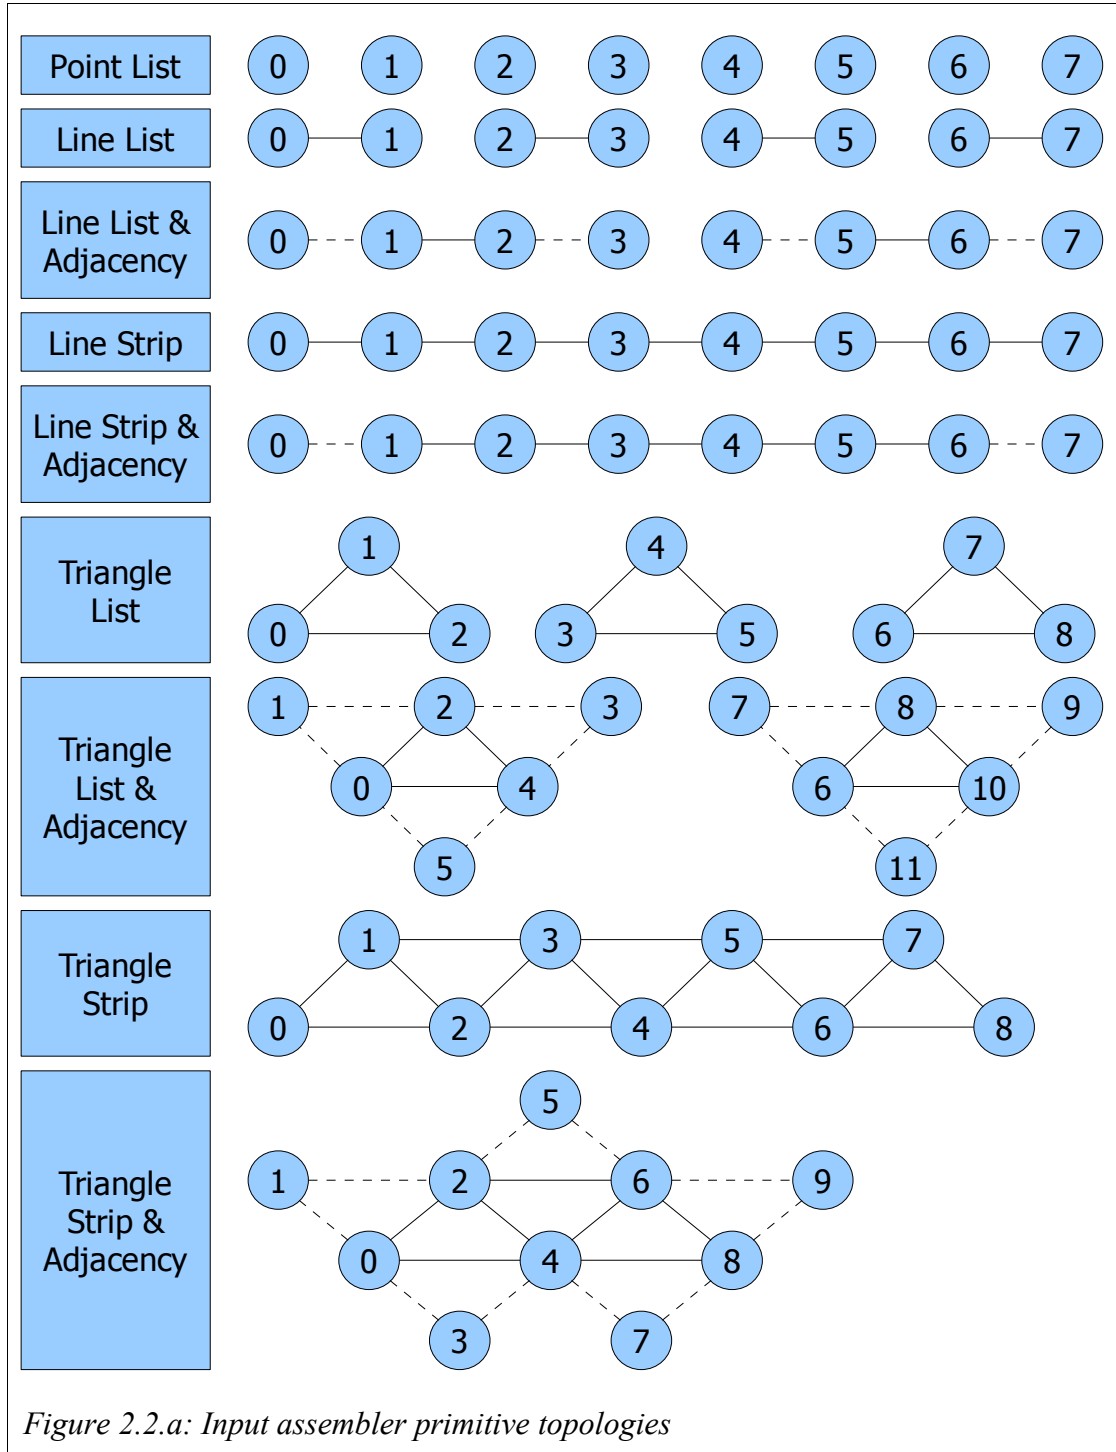 Point List 0 1 2 3 4 5 6 7
Line List 0 1 2 3 4 5 6 7
Line List &
Adjacency
0 1 2 3 4 5 6 7
Line Strip 0 1 2 3 4 5 6 7
Line Strip &
Adjacency
0 1 2 3 4 5 6 7
Triangle
List
1 4 7
0 2 3 5 6 8
Triangle
List &
Adjacency
1 2 3 7 8 9
0 4 6 10
5 11
Triangle
Strip
1 3 5 7
0 2 4 6 8
Triangle
Strip &
Adjacency
5
1 2 6 9
0 4 8
3 7
Figure 2.2.a: Input assembler primitive topologies